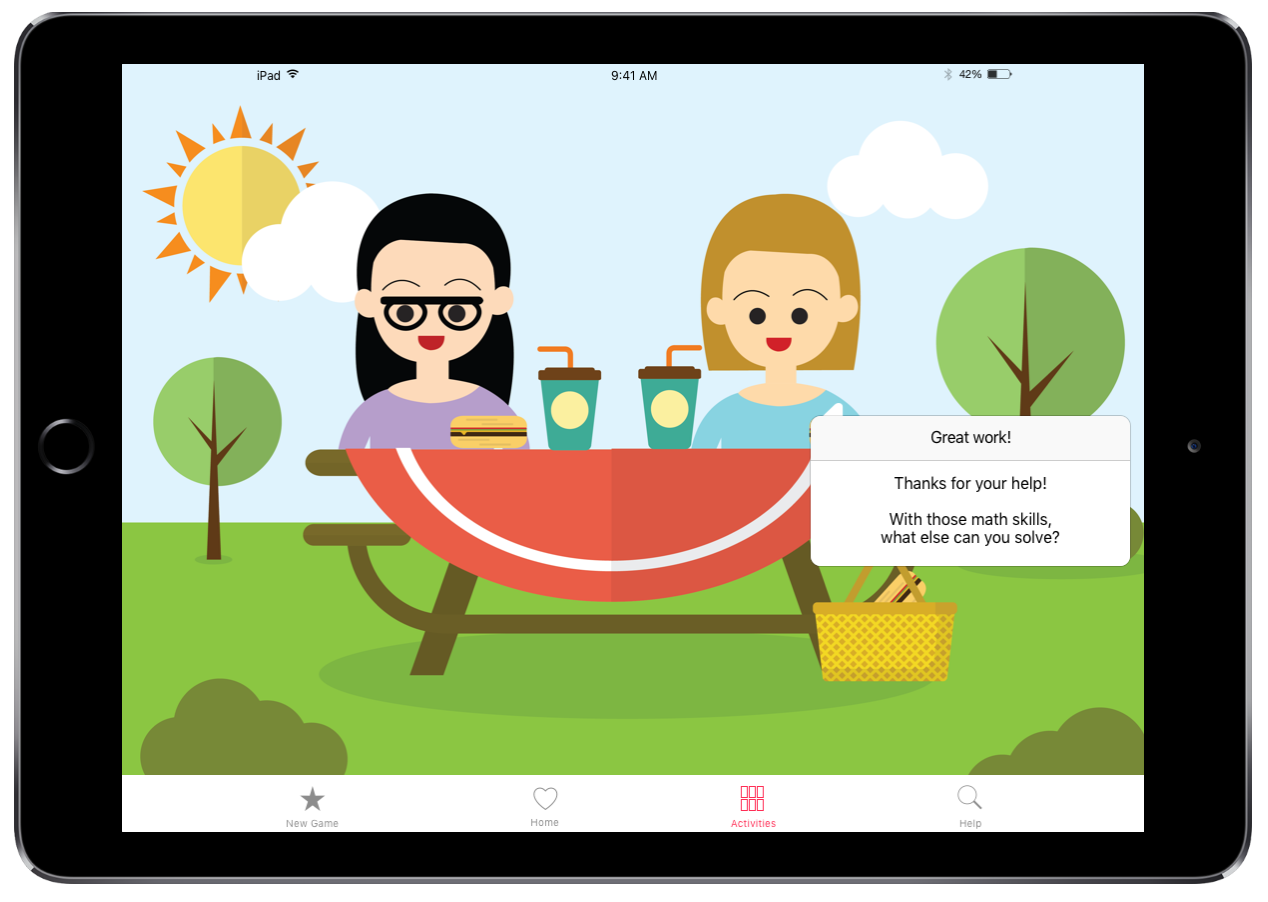 iPad
9:41 AM
42%
Great work!
Thanks for your help!
With those math skills,
what else can you solve?
New Game
Home
Activities
Help